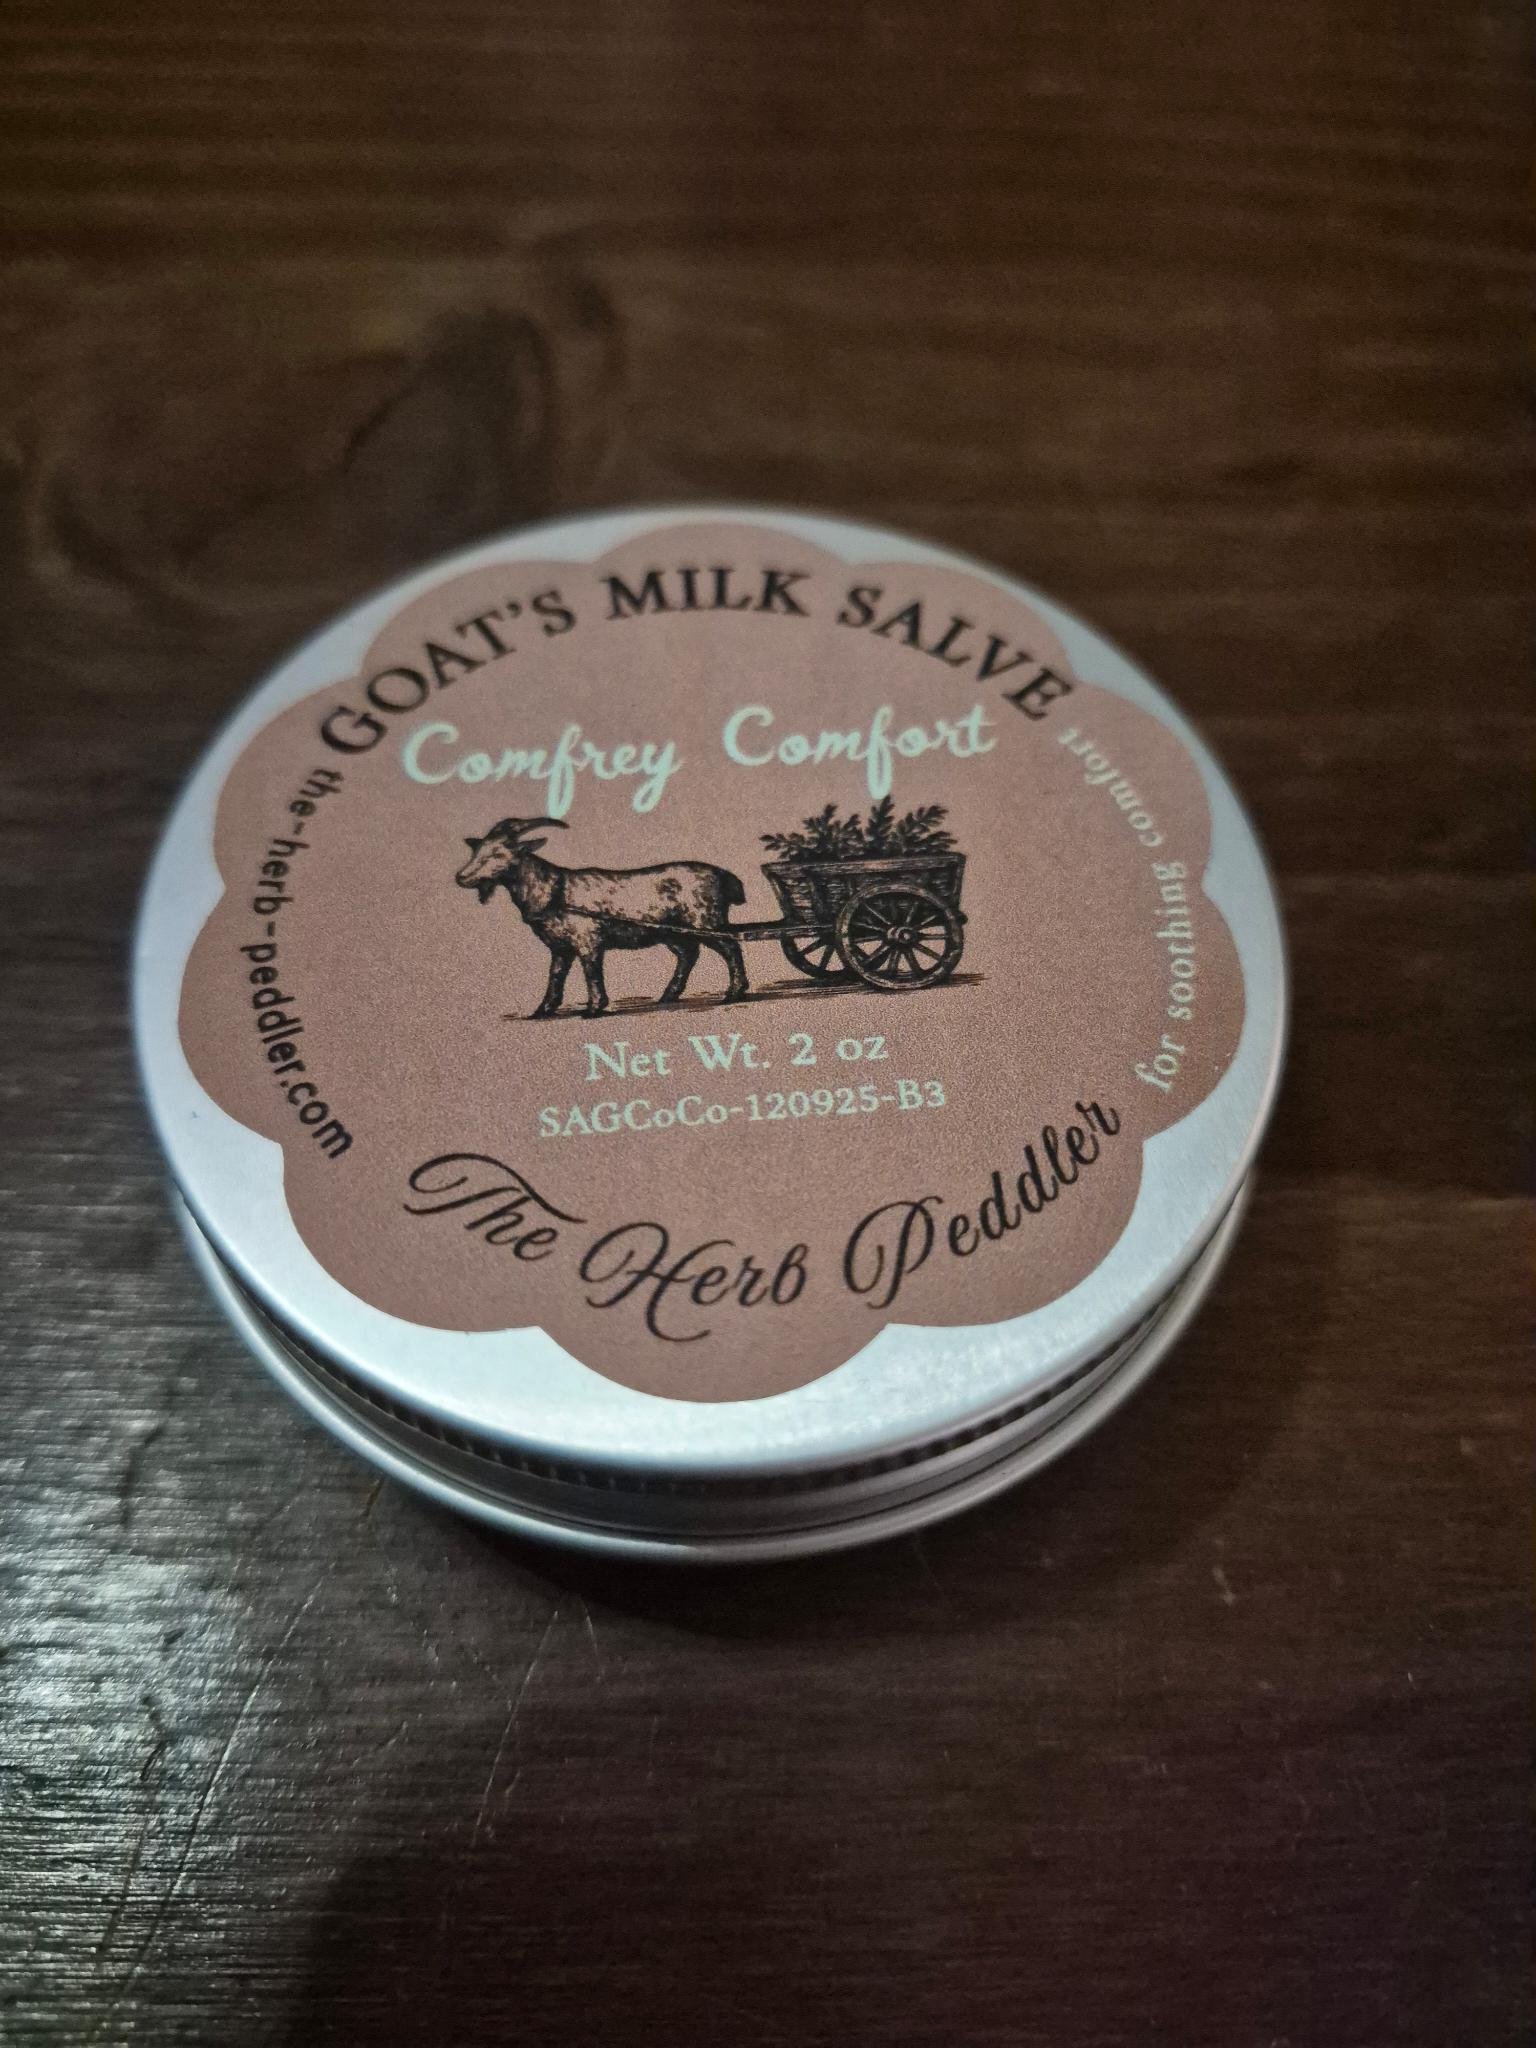 GOAT'S MILK SALVE
Comfrey Comfort
the-herb-peddler.com
for soothing comfort
Net Wt. 2 oz
SAGCoCo-120925-B3
The Herb Peddler